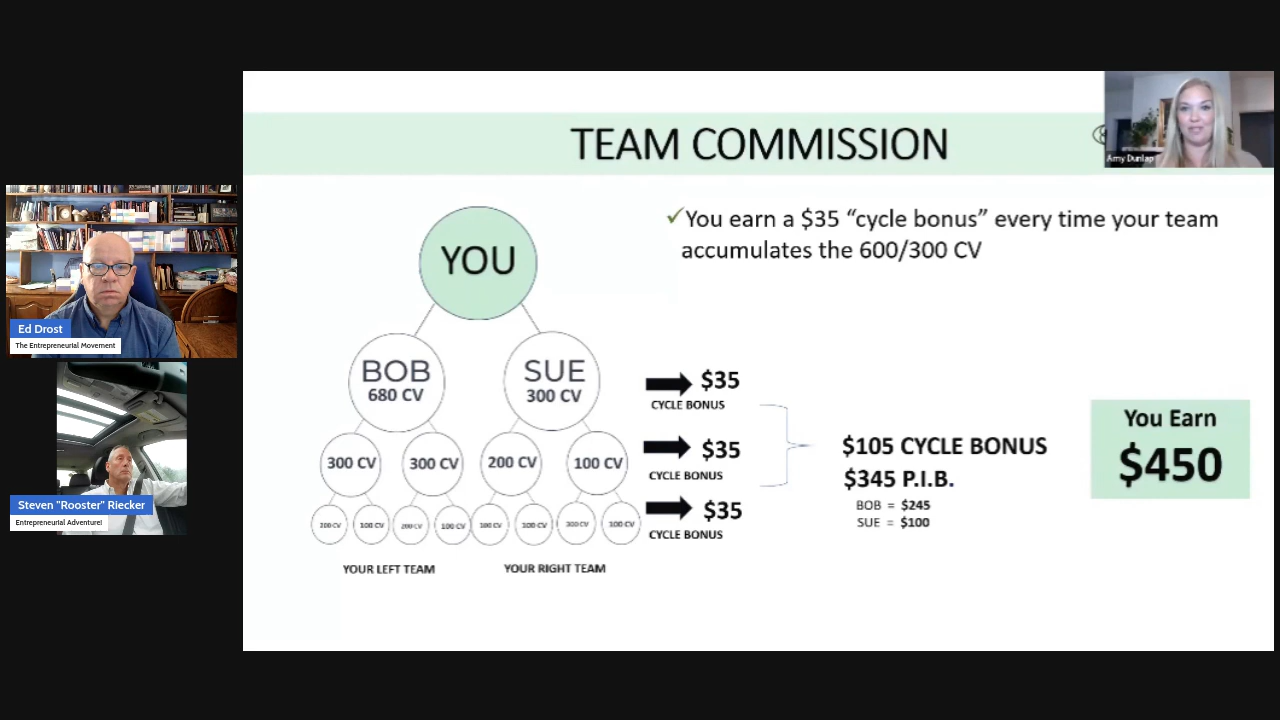 TEAM COMMISSION
Amy Dunlap
✓You earn a $35 “cycle bonus” every time your team
accumulates the 600/300 CV
YOU
BOB
680 CV
SUE
300 CV
300 CV
300 CV
200 CV
100 CV
100 CV
200 CV
100 CV
100 CV
100 CV
300 CV
100 CV
YOUR LEFT TEAM
YOUR RIGHT TEAM
$35
CYCLE BONUS
$35
CYCLE BONUS
$35
CYCLE BONUS
$105 CYCLE BONUS
$345 P.I.B.
BOB = $245
SUE = $100
You Earn
$450
Ed Drost
The Entrepreneurial Movement
Steven "Rooster" Riecker
Entrepreneurial Adventure!